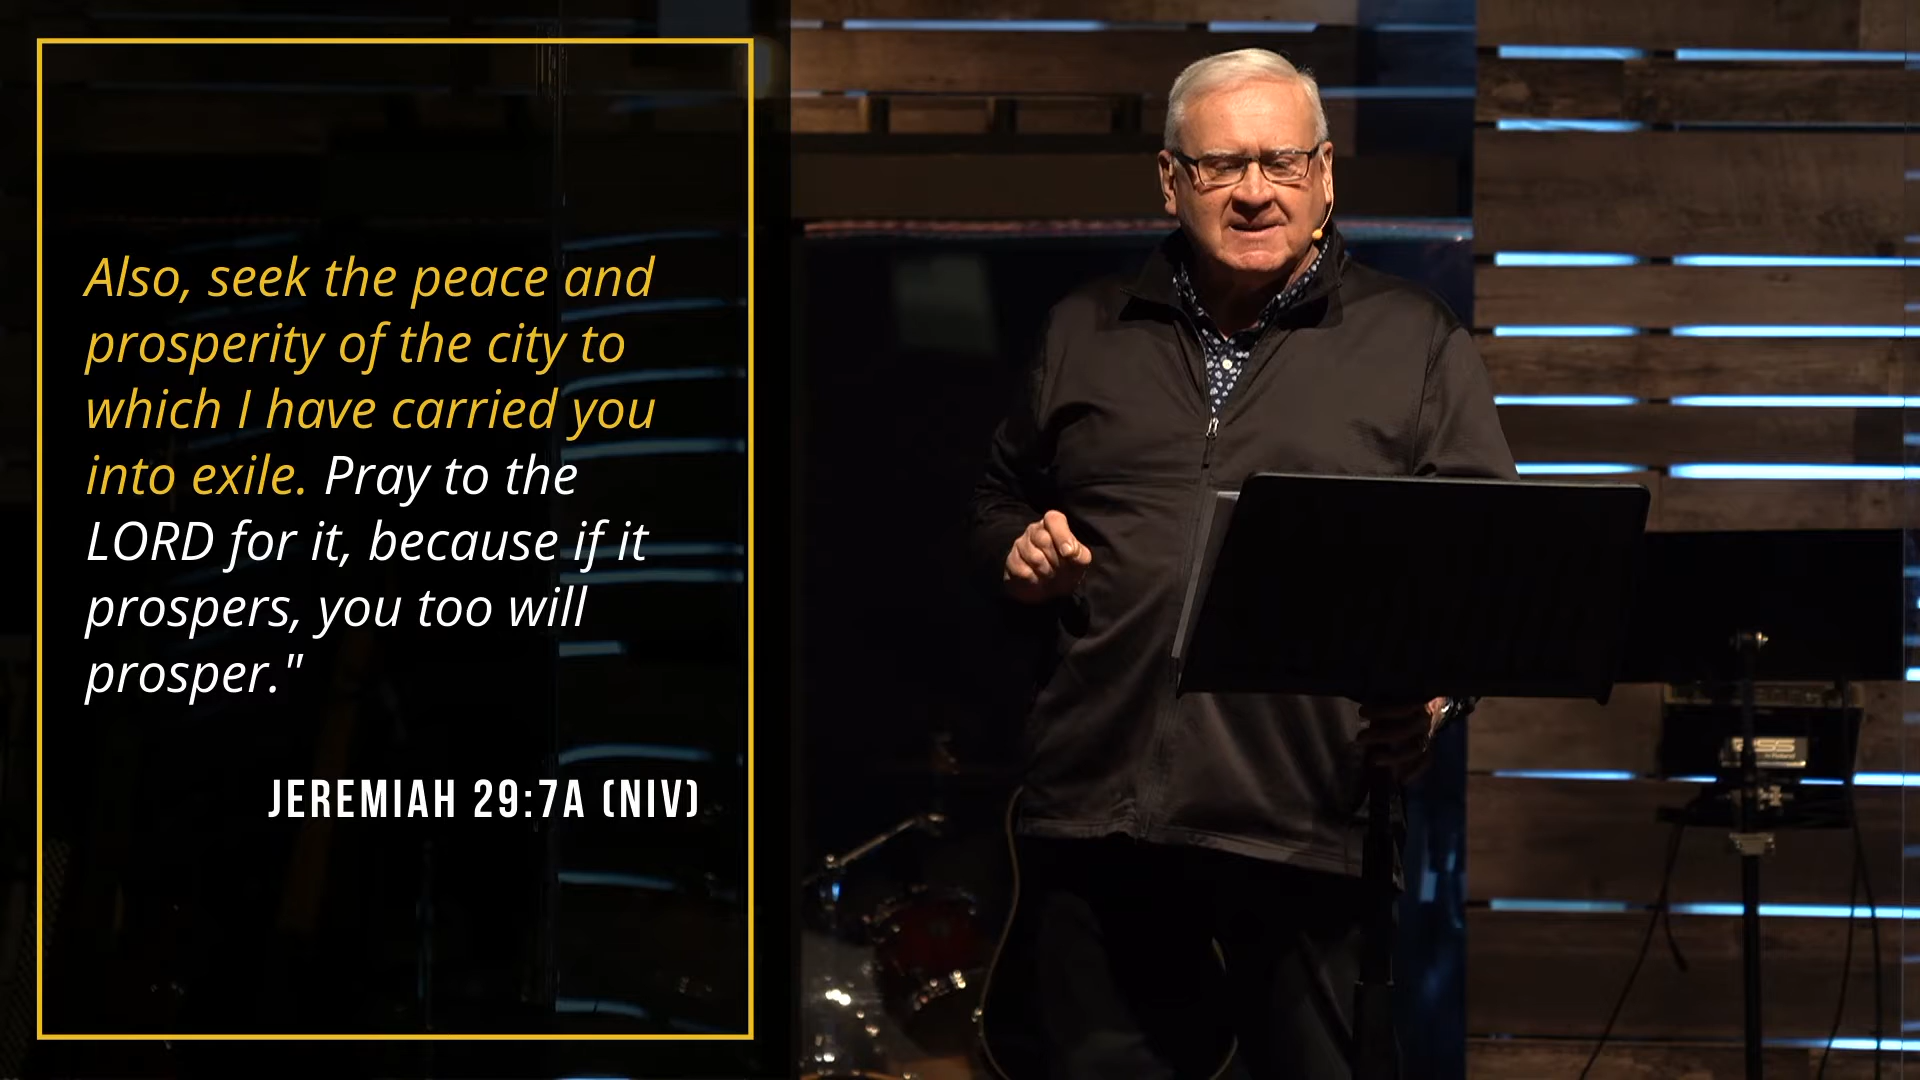 Also, seek the peace and
prosperity of the city to
which I have carried you
into exile. Pray to the
LORD for it, because if it
prospers, you too will
prosper."
JEREMIAH 29:7A (NIV)